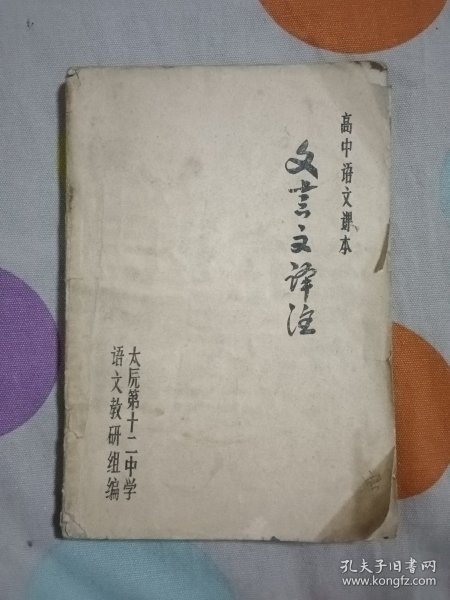 高中语文课本
文言文译注
太原第十二中学
语文教研组编
孔夫子旧书网
www.kongfz.com